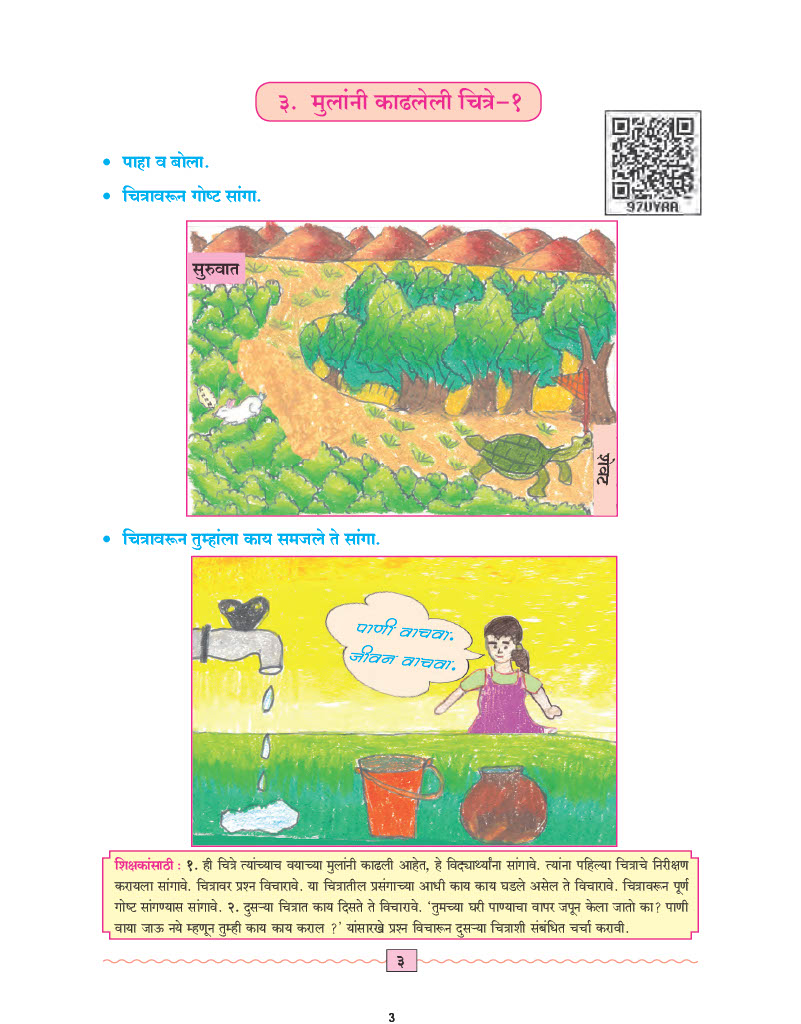 ३. मुलांनी काढलेली चित्रे–१
97UYAA
• पाहा व बोला.
• चित्रावरून गोष्ट सांगा.
सुरुवात
शेवट
• चित्रावरून तुम्हांला काय समजले ते सांगा.
पाणी वाचवा.
जीवन वाचवा.
शिक्षकांसाठी : १. ही चित्रे त्यांच्याच वयाच्या मुलांनी काढली आहेत, हे विद्यार्थ्यांना सांगावे. त्यांना पहिल्या चित्राचे निरीक्षण
करायला सांगावे. चित्रावर प्रश्न विचारावे. या चित्रातील प्रसंगाच्या आधी काय काय घडले असेल ते विचारावे. चित्रावरून पूर्ण
गोष्ट सांगण्यास सांगावे. २. दुसऱ्या चित्रात काय दिसते ते विचारावे. ‘तुमच्या घरी पाण्याचा वापर जपून केला जातो का? पाणी
वाया जाऊ नये म्हणून तुम्ही काय काय कराल ?’ यांसारखे प्रश्न विचारून दुसऱ्या चित्राशी संबंधित चर्चा करावी.
३
3